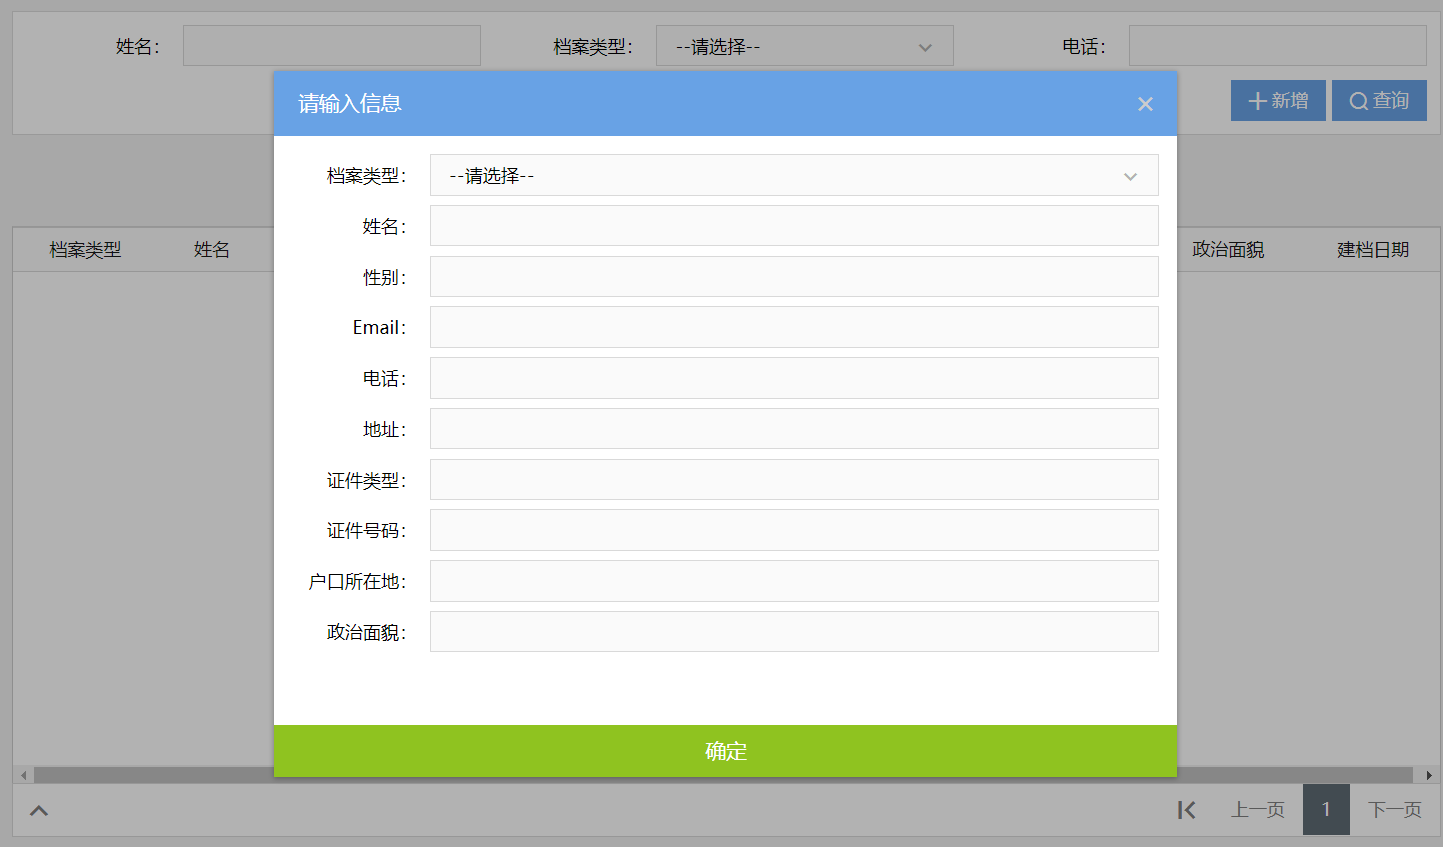 姓名：
档案类型：
--请选择--
电话：
新增
查询
请输入信息
档案类型：
--请选择--
姓名：
性别：
Email：
电话：
地址：
证件类型：
证件号码：
户口所在地：
政治面貌：
确定
档案类型
姓名
政治面貌
建档日期
上一页
1
下一页